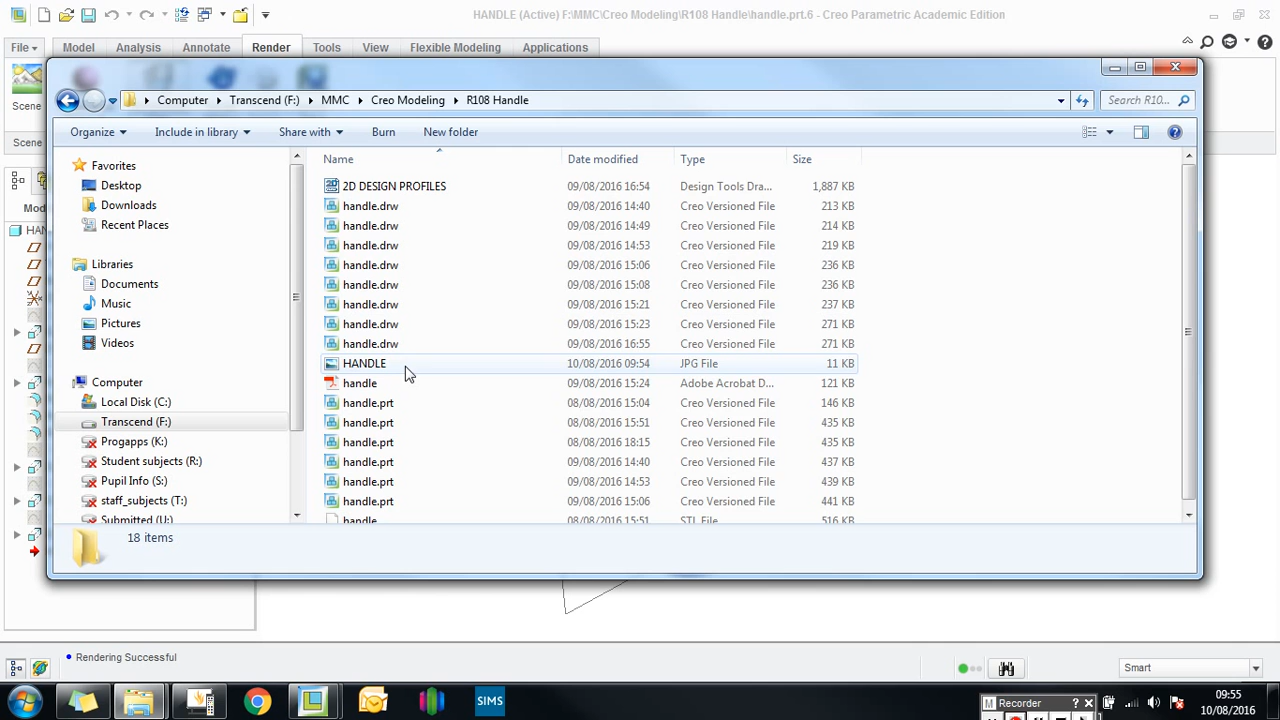 HANDLE (Active) F:\MMC\Creo Modeling\R108 Handle\handle.prt.6 - Creo Parametric Academic Edition
File Model Analysis Annotate Render Tools View Flexible Modeling Applications
Scene
Scene
Computer Transcend (F:) MMC Creo Modeling R108 Handle Search R10...
Organize Include in library Share with Burn New folder
Name Date modified Type Size
Favorites
Desktop
Downloads
Recent Places
Libraries
Documents
Music
Pictures
Videos
Computer
Local Disk (C:)
Transcend (F:)
Progapps (K:)
Student subjects (R:)
Pupil Info (S:)
staff_subjects (T:)
Submitted (U:)
2D DESIGN PROFILES 09/08/2016 16:54 Design Tools Dra... 1,887 KB
handle.drw 09/08/2016 14:40 Creo Versioned File 213 KB
handle.drw 09/08/2016 14:49 Creo Versioned File 214 KB
handle.drw 09/08/2016 14:53 Creo Versioned File 219 KB
handle.drw 09/08/2016 15:06 Creo Versioned File 236 KB
handle.drw 09/08/2016 15:08 Creo Versioned File 236 KB
handle.drw 09/08/2016 15:21 Creo Versioned File 237 KB
handle.drw 09/08/2016 15:23 Creo Versioned File 271 KB
handle.drw 09/08/2016 16:55 Creo Versioned File 271 KB
HANDLE 10/08/2016 09:54 JPG File 11 KB
handle 09/08/2016 15:24 Adobe Acrobat D... 121 KB
handle.prt 08/08/2016 15:04 Creo Versioned File 146 KB
handle.prt 08/08/2016 15:51 Creo Versioned File 435 KB
handle.prt 08/08/2016 18:15 Creo Versioned File 435 KB
handle.prt 09/08/2016 14:40 Creo Versioned File 437 KB
handle.prt 09/08/2016 14:53 Creo Versioned File 439 KB
handle.prt 09/08/2016 15:06 Creo Versioned File 441 KB
handle 08/08/2016 15:51 STL File 516 KB
18 items
Mod
HAN
Rendering Successful
Smart
SIMS
M Recorder ? X
09:55
10/08/2016